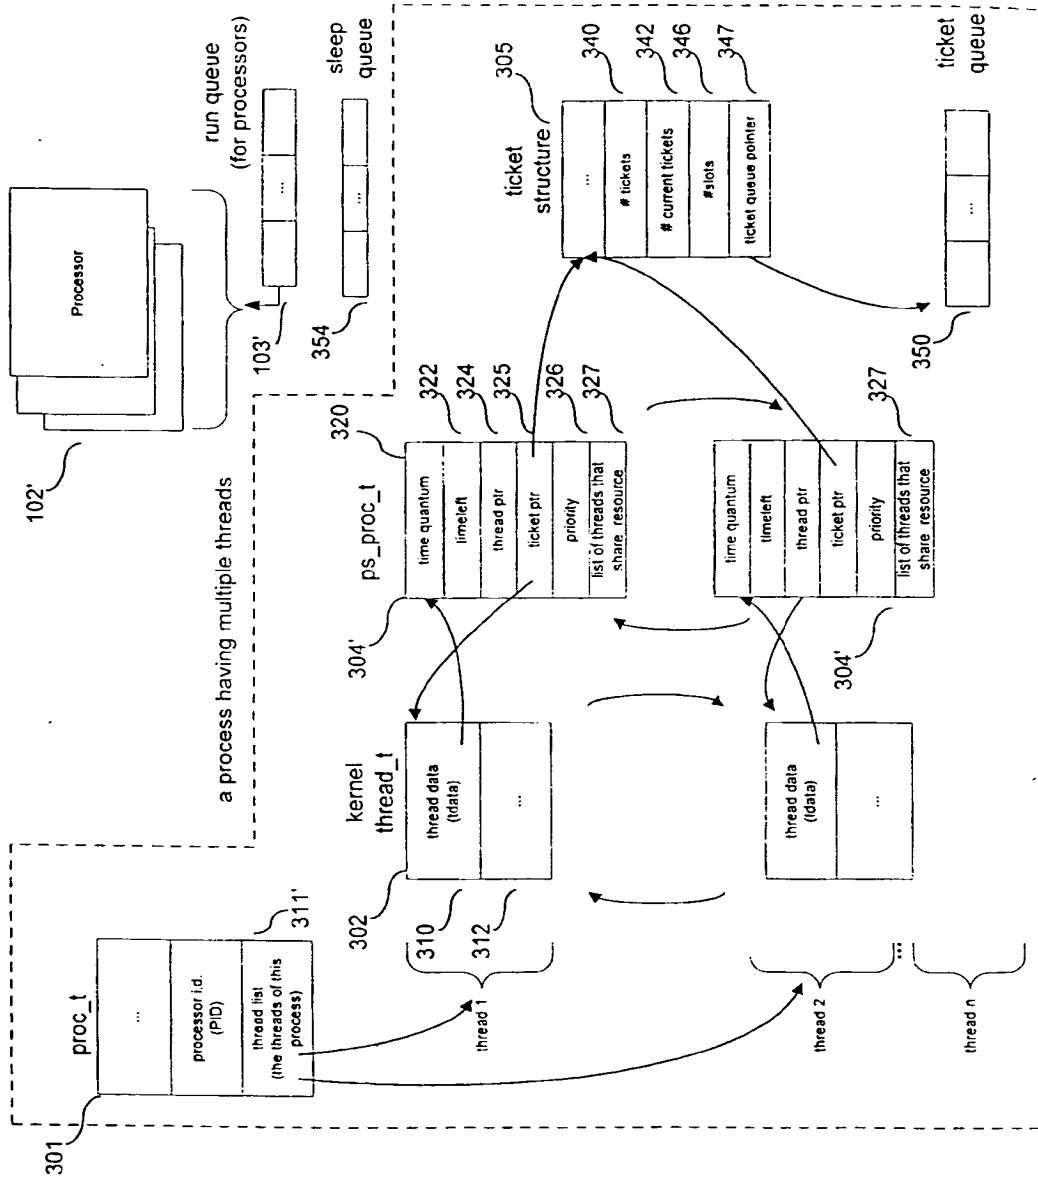 102'
Processor
run queue
(for processors)
...
103'
sleep
queue
...
354
a process having multiple threads
proc_t
301
...
processor i.d.
(PID)
thread list
(the threads of this
process)
311'
kernel
thread_t
302
thread data
(tdata)
...
310
312
thread 1
thread data
(tdata)
...
thread 2
...
thread n
ps_proc_t
320
304'
time quantum
timeleft
thread ptr
ticket ptr
priority
list of threads that
share resource
322
324
325
326
327
time quantum
timeleft
thread ptr
ticket ptr
priority
list of threads that
share resource
304'
327
ticket
structure
305
...
# tickets
# current tickets
#slots
ticket queue pointer
340
342
346
347
ticket
queue
...
350